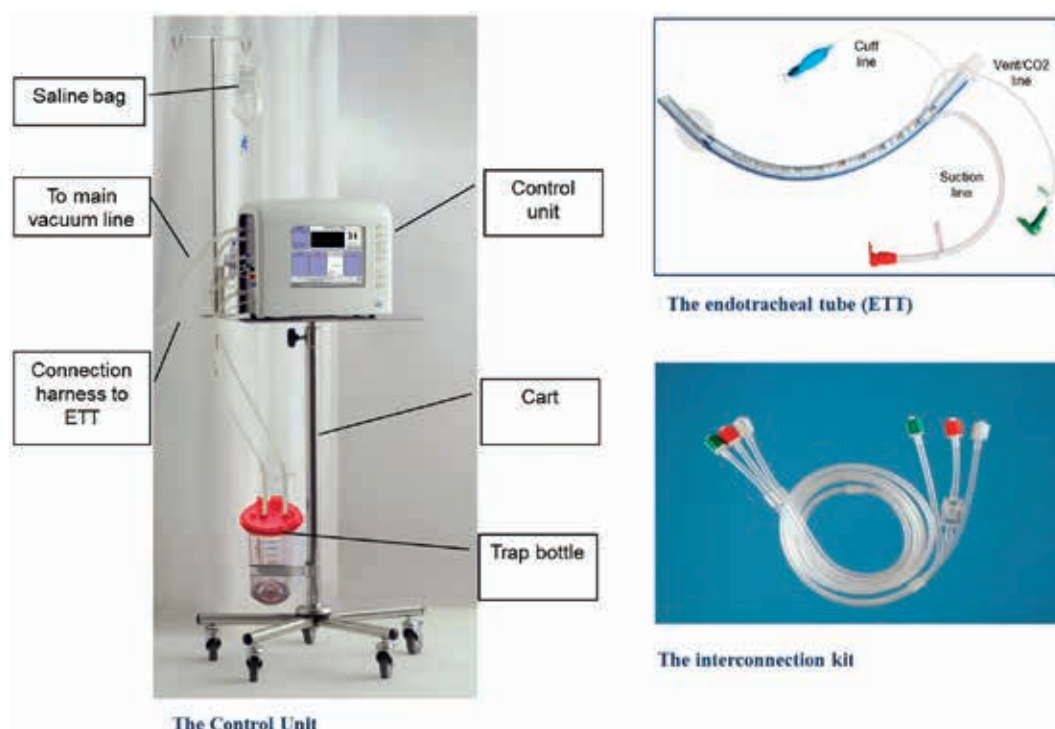 Saline bag
To main
vacuum line
Connection
harness to
ETT
Control
unit
Cart
Trap bottle
The Control Unit
Cuff
line
Vent/CO2
line
Suction
line
The endotracheal tube (ETT)
The interconnection kit